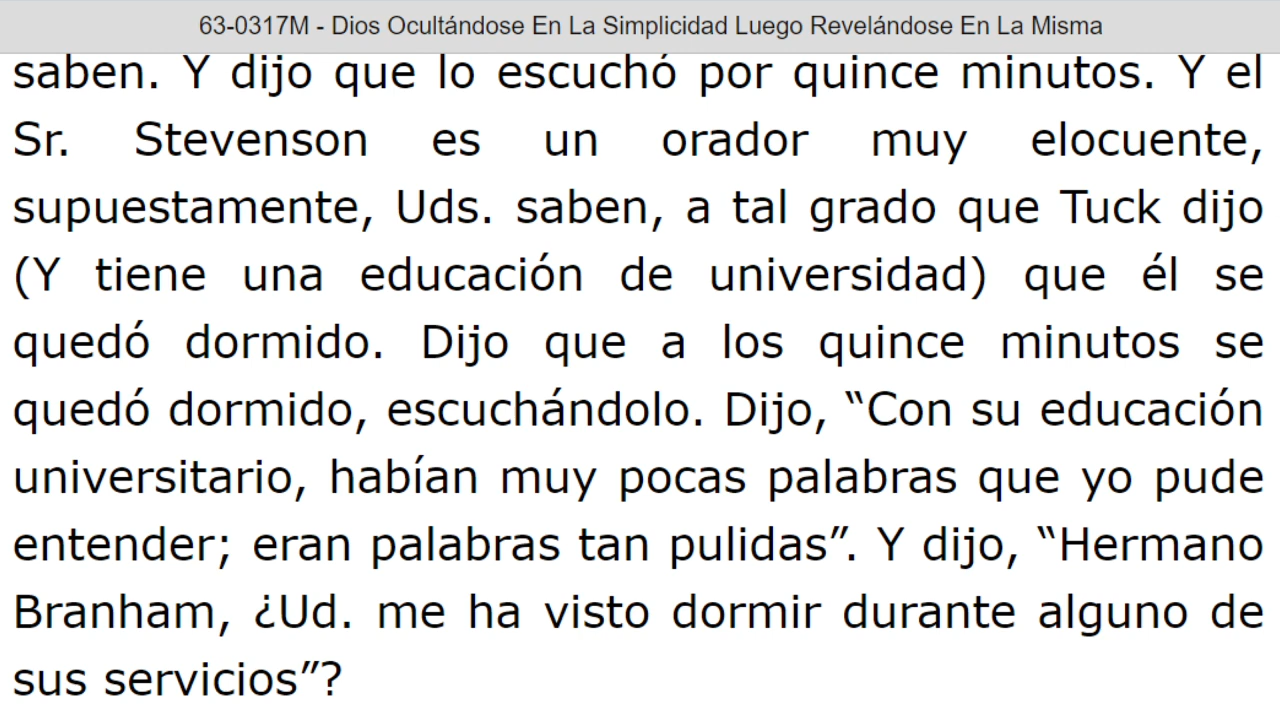 63-0317M - Dios Ocultándose En La Simplicidad Luego Revelándose En La Misma
saben. Y dijo que lo escuchó por quince minutos. Y el
Sr. Stevenson es un orador muy elocuente,
supuestamente, Uds. saben, a tal grado que Tuck dijo
(Y tiene una educación de universidad) que él se
quedó dormido. Dijo que a los quince minutos se
quedó dormido, escuchándolo. Dijo, “Con su educación
universitario, habían muy pocas palabras que yo pude
entender; eran palabras tan pulidas”. Y dijo, “Hermano
Branham, ¿Ud. me ha visto dormir durante alguno de
sus servicios”?